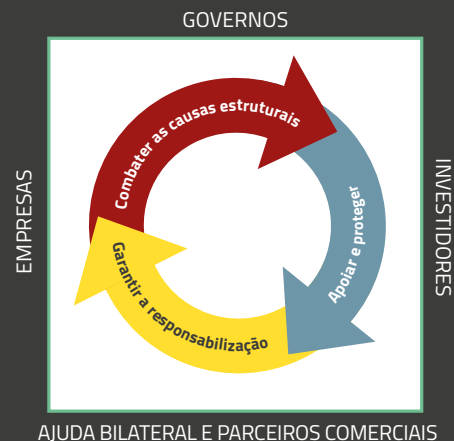 GOVERNOS
EMPRESAS
Combater as causas estruturais
Apoiar e proteger
Garantir a responsabilização
INVESTIDORES
AJUDA BILATERAL E PARCEIROS COMERCIAIS